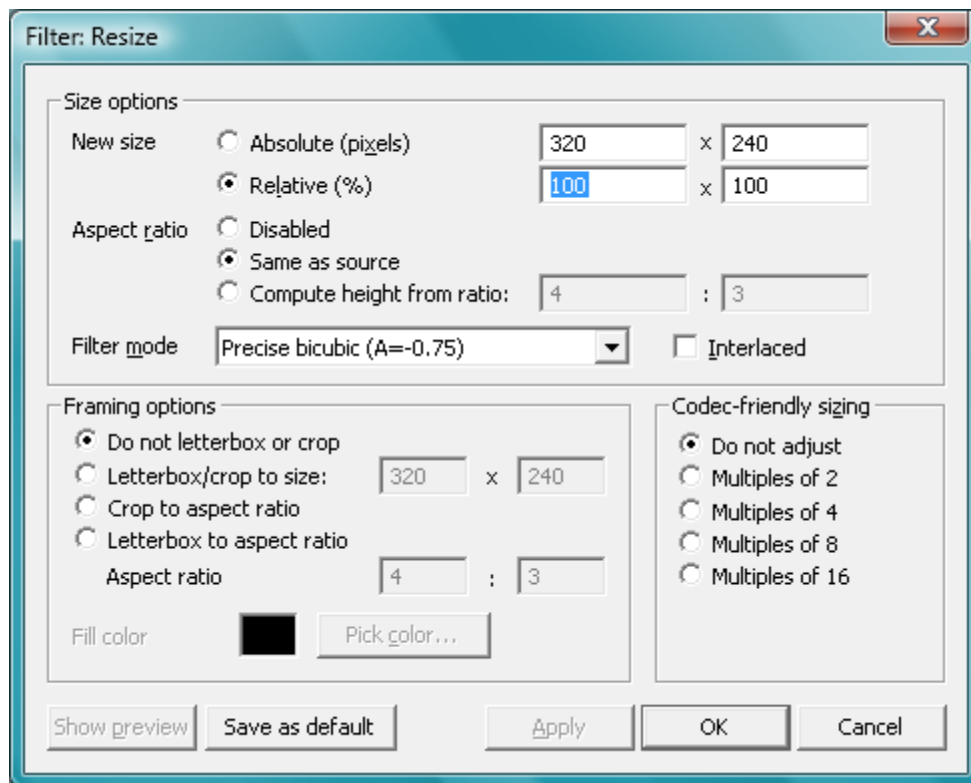 Filter: Resize
Size options
New size Absolute (pixels) 320 x 240
Relative (%) 100 x 100
Aspect ratio Disabled
Same as source
Compute height from ratio: 4 : 3
Filter mode Precise bicubic (A=-0.75) Interlaced
Framing options
Do not letterbox or crop
Letterbox/crop to size: 320 x 240
Crop to aspect ratio
Letterbox to aspect ratio
Aspect ratio 4 : 3
Fill color Pick color...
Codec-friendly sizing
Do not adjust
Multiples of 2
Multiples of 4
Multiples of 8
Multiples of 16
Show preview Save as default Apply OK Cancel